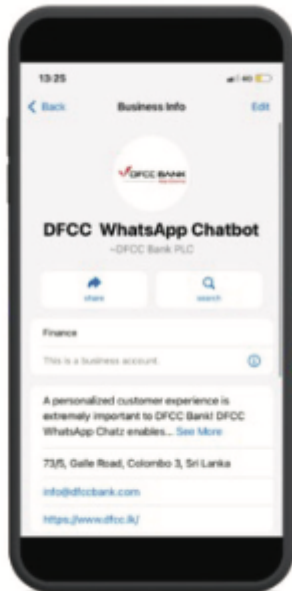 13:25
Back Business Info Edit
DFCC BANK
DFCC WhatsApp Chatbot
~DFCC Bank PLC
share search
Finance
This is a business account.
A personalized customer experience is
extremely important to DFCC Bank! DFCC
WhatsApp Chatz enables... See More
73/5, Galle Road, Colombo 3, Sri Lanka
info@dfccbank.com
https://www.dfcc.lk/